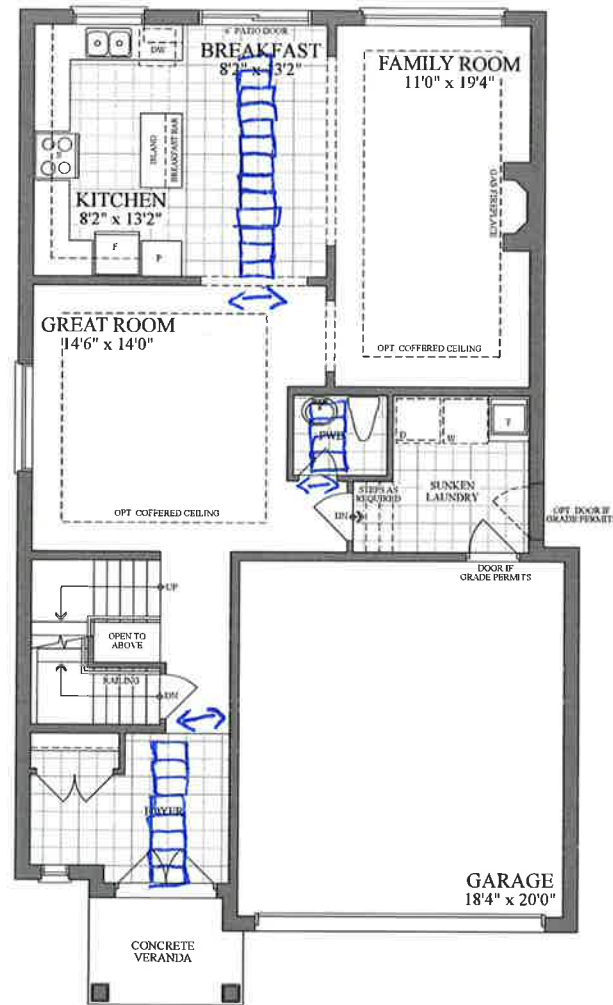 6' PATIO DOOR
DW
BREAKFAST
8'2" x 13'2"
FAMILY ROOM
11'0" x 19'4"
ISLAND
BREAKFAST BAR
GAS FIREPLACE
KITCHEN
8'2" x 13'2"
F
P
GREAT ROOM
14'6" x 14'0"
OPT COFFERED CEILING
D
W
T
PWD
STEPS AS
REQUIRED
SUNKEN
LAUNDRY
DN
OPT COFFERED CEILING
OPT DOOR IF
GRADE PERMITS
DOOR IF
GRADE PERMITS
UP
OPEN TO
ABOVE
RAILING
DN
FOYER
GARAGE
18'4" x 20'0"
CONCRETE
VERANDA